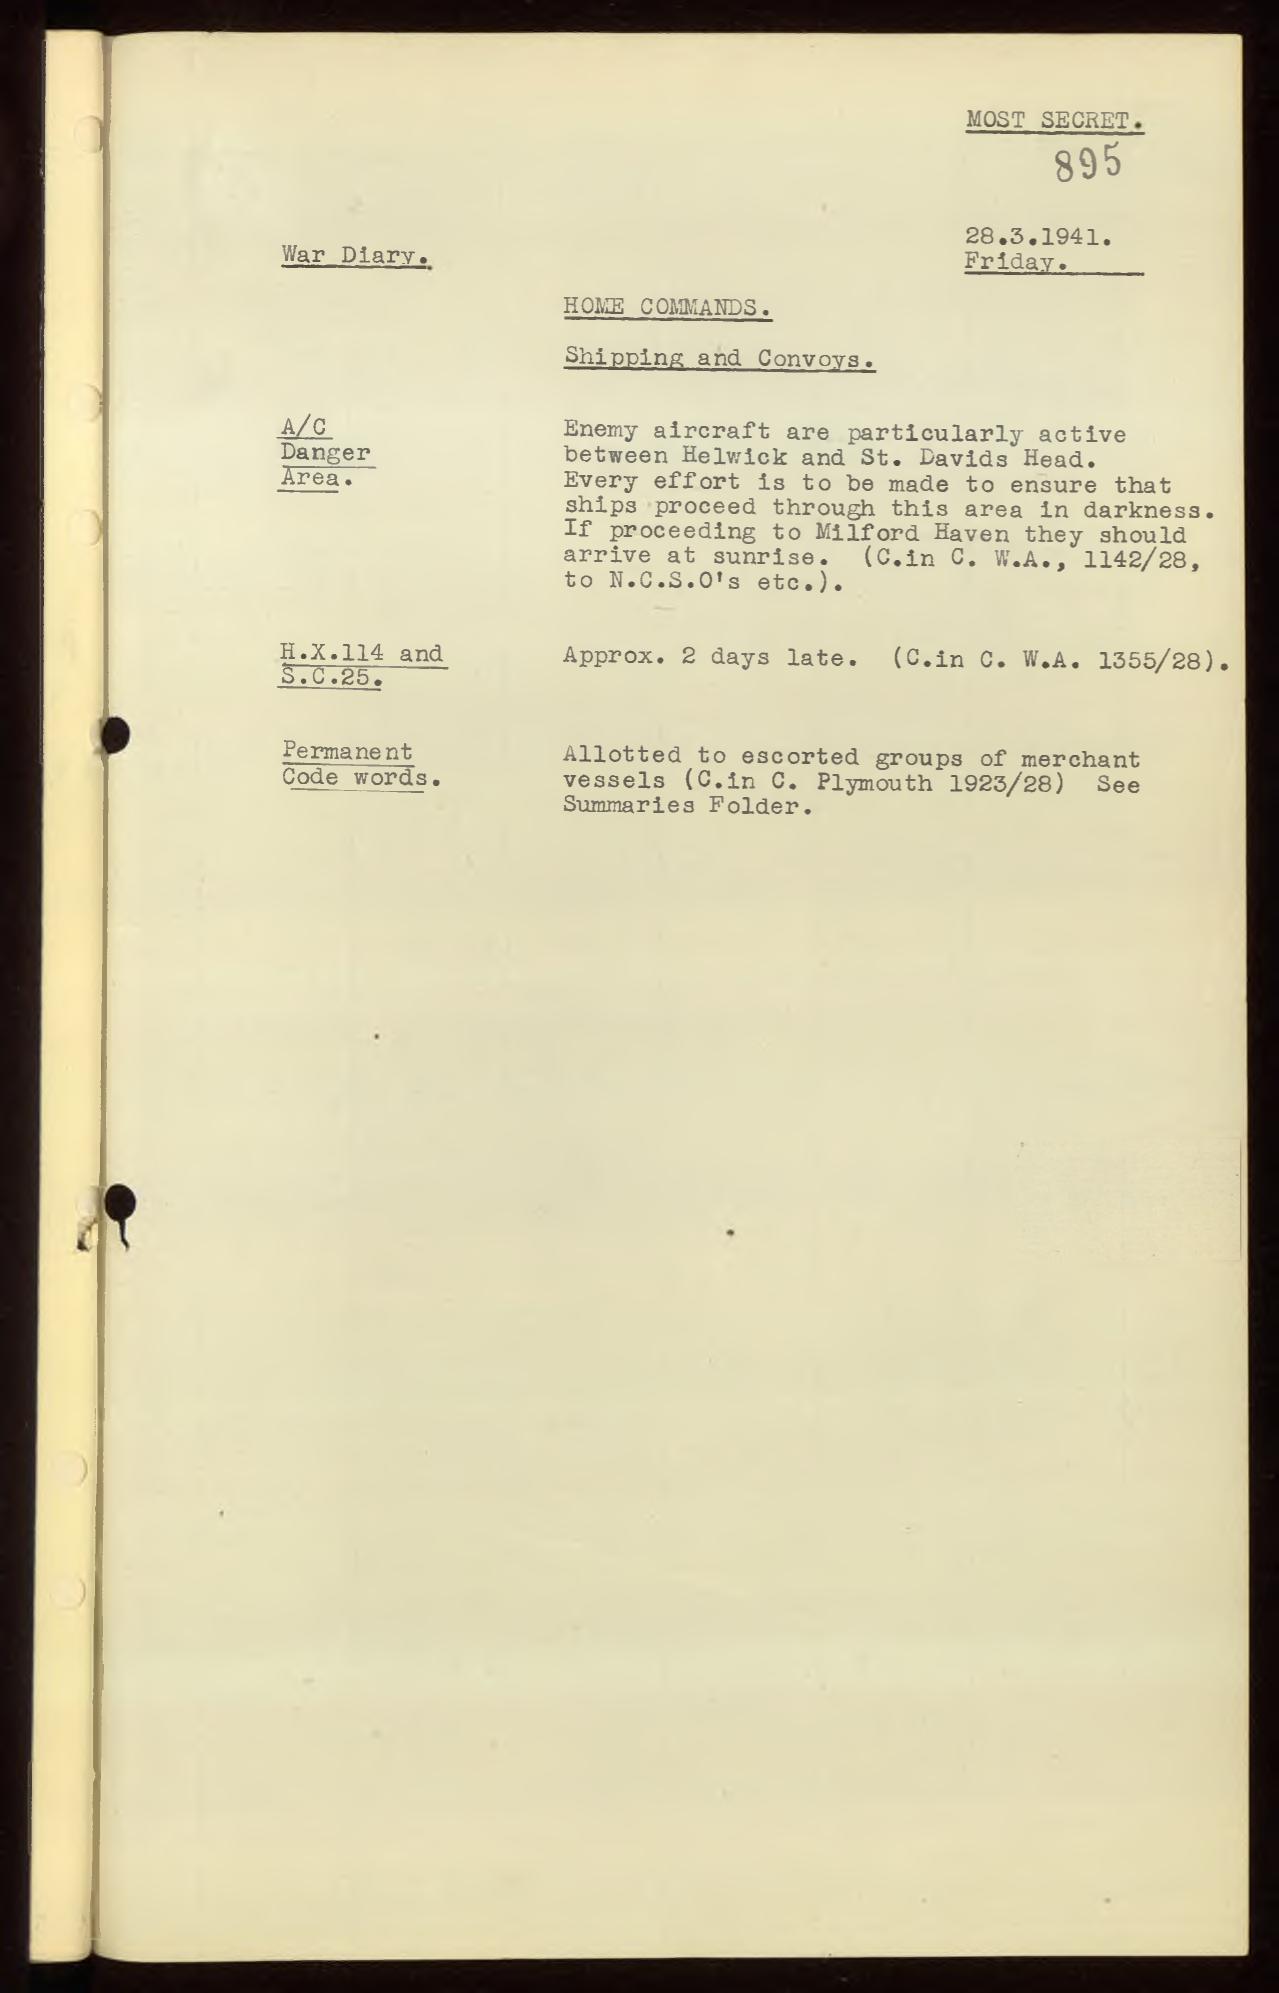 MOST SECRET.
895
28.3.1941.
War Diary.
Friday.
HOME COMMANDS.
Shipping and Convoys.
A/C
Danger
Area.
Enemy aircraft are particularly active
between Helwick and St. Davids Head.
Every effort is to be made to ensure that
ships proceed through this area in darkness.
If proceeding to Milford Haven they should
arrive at sunrise. (C.in C. W.A., 1142/28,
to N.C.S.O's etc.).
H.X.114 and
S.C.25.
Approx. 2 days late. (C.in C. W.A. 1355/28).
Permanent
Code words.
Allotted to escorted groups of merchant
vessels (C.in C. Plymouth 1923/28) See
Summaries Folder.